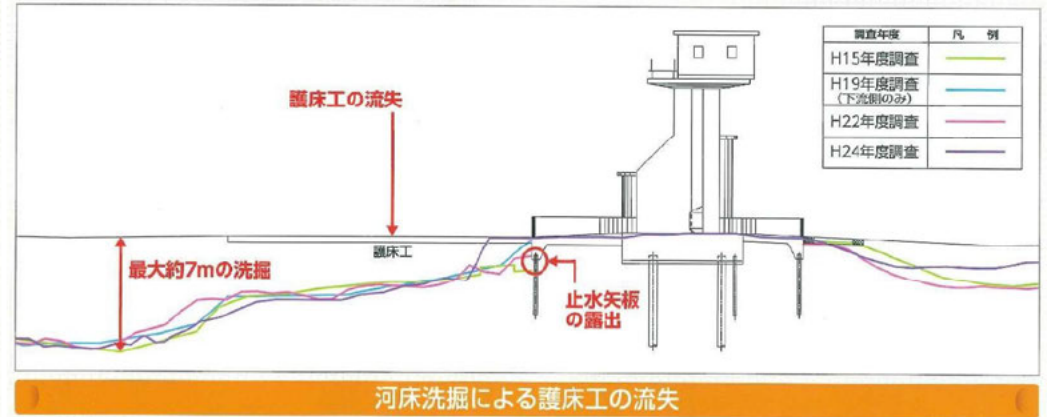 調査年度 凡 例
H15年度調査
H19年度調査
(下流側のみ)
H22年度調査
H24年度調査
護床工の流失
護床工
最大約7mの洗掘
止水矢板
の露出
河床洗掘による護床工の流失